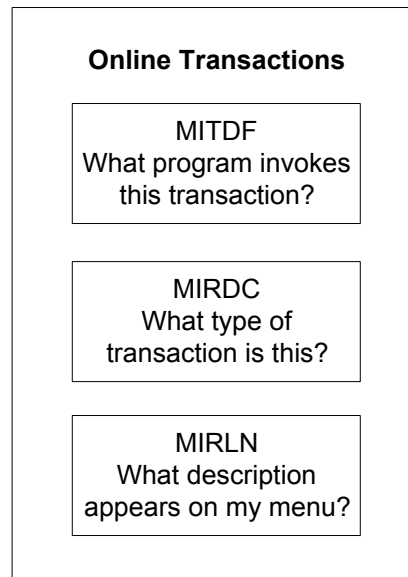 Online Transactions
MITDF
What program invokes
this transaction?
MIRDC
What type of
transaction is this?
MIRLN
What description
appears on my menu?